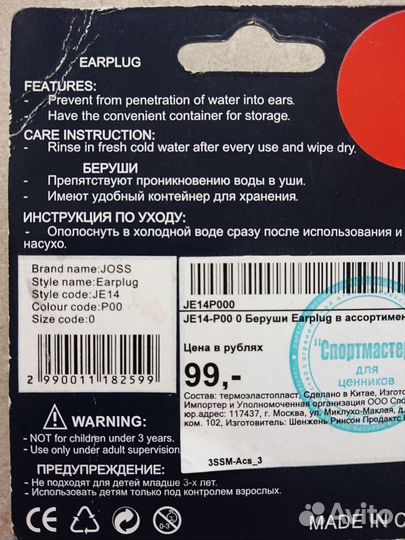 EARPLUG
FEATURES:
- Prevent from penetration of water into ears.
- Have the convenient container for storage.
CARE INSTRUCTION:
- Rinse in fresh cold water after every use and wipe dry.
БЕРУШИ
- Препятствуют проникновению воды в уши.
- Имеют удобный контейнер для хранения.
ИНСТРУКЦИЯ ПО УХОДУ:
- Ополоснуть в холодной воде сразу после использования и
насухо.
Brand name:JOSS
Style name:Earplug
Style code:JE14
Colour code:P00
Size code:0
2 990011 182599
JE14P000
JE14-P00 0 Беруши Earplug в ассортимен
Цена в рублях
99,-
"Спортмастер
для
ценников
Состав: термоэластопласт, Сделано в Китае, Изгото
Импортер и Уполномоченная организация ООО Спо
юр.адрес: 117437, г. Москва, ул. Миклухо-Маклая, д.
ком. 102, Изготовитель: Шенжень Ринсон Продактс
3SSM-Acs_3
WARNING:
- NOT for children under 3 years.
- Use only under adult supervision
ПРЕДУПРЕЖДЕНИЕ:
- Не подходят для детей младше 3-х лет.
- Использовать детям только под контролем взрослых.
CE
0-3
MADE IN C
Avito